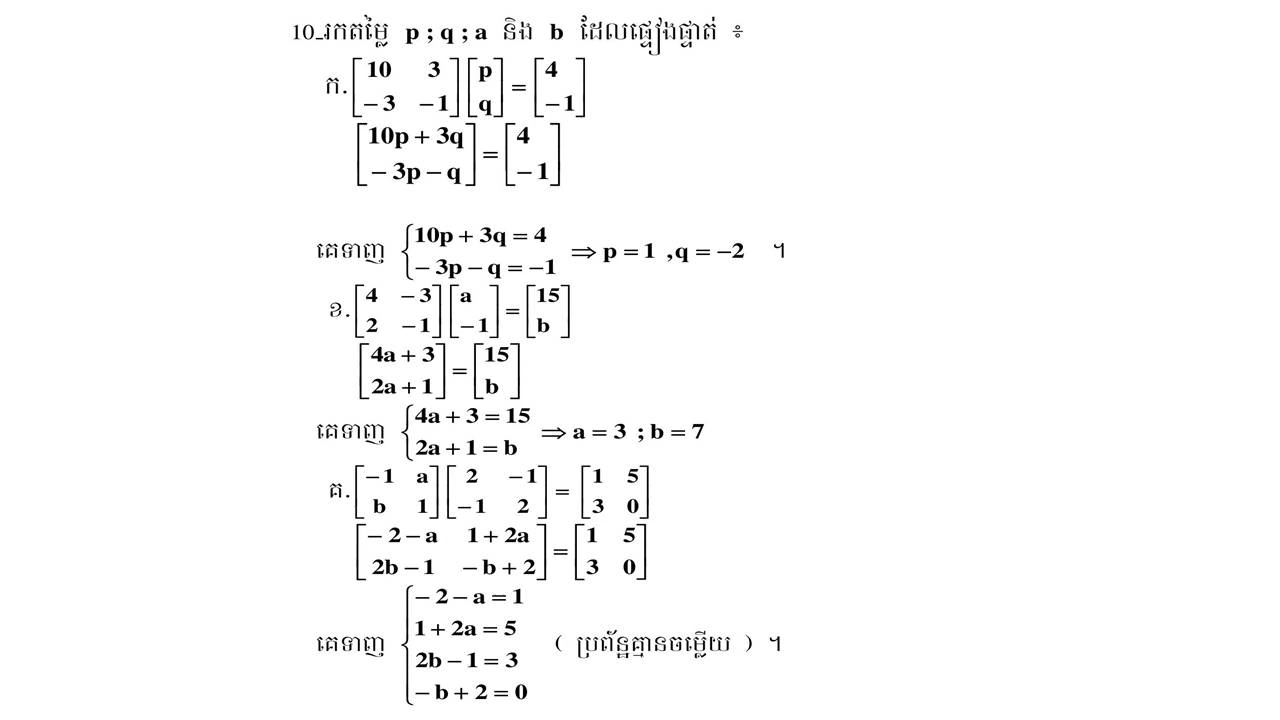 10_រកតម្លៃ p ; q ; a និង b ដែលផ្ទៀងផ្ទាត់ ៖
ក. [10 3 −3 −1] [p q] = [4 −1]
[10p + 3q −3p − q] = [4 −1]
គេទាញ {10p + 3q = 4 −3p − q = −1 ⇒ p = 1 ,q = −2 ។
ខ. [4 −3 2 −1] [a −1] = [15 b]
[4a + 3 2a + 1] = [15 b]
គេទាញ {4a + 3 = 15 2a + 1 = b ⇒ a = 3 ; b = 7
គ. [−1 a b 1] [2 −1 −1 2] = [1 5 3 0]
[−2 − a 1 + 2a 2b − 1 −b + 2] = [1 5 3 0]
គេទាញ {−2 − a = 1 1 + 2a = 5 2b − 1 = 3 −b + 2 = 0 ( ប្រព័ន្ឋគ្មានចម្លើយ ) ។